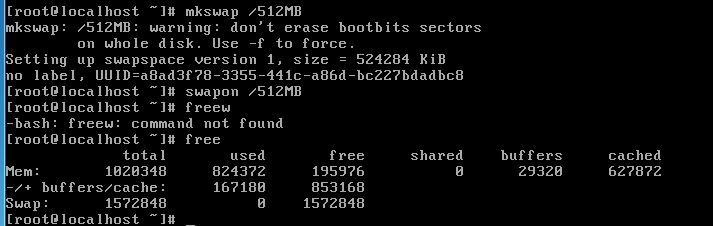 [root@localhost ~]# mkswap /512MB
mkswap: /512MB: warning: don't erase bootbits sectors
        on whole disk. Use -f to force.
Setting up swapspace version 1, size = 524284 KiB
no label, UUID=a8ad3f78-3355-441c-a86d-bc227bdadbc8
[root@localhost ~]# swapon /512MB
[root@localhost ~]# freew
-bash: freew: command not found
[root@localhost ~]# free
             total       used       free     shared    buffers     cached
Mem:       1020348     824372     195976          0      29320     627872
-/+ buffers/cache:     167180     853168
Swap:      1572848          0    1572848
[root@localhost ~]# _